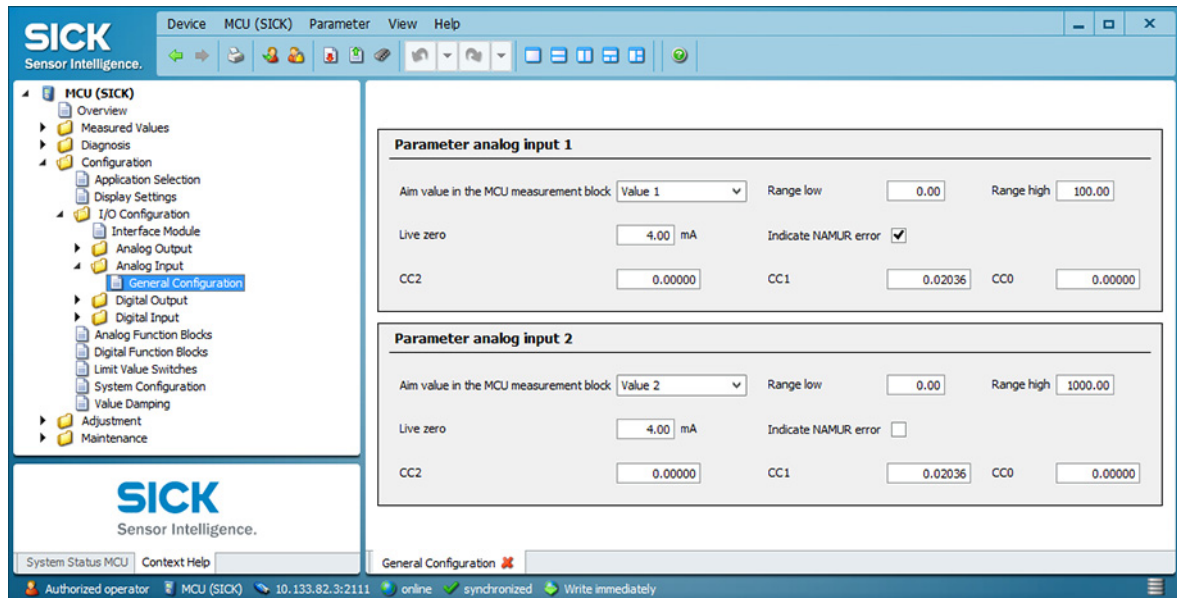 SICK
Sensor Intelligence.
Device MCU (SICK) Parameter View Help
MCU (SICK)
Overview
Measured Values
Diagnosis
Configuration
Application Selection
Display Settings
I/O Configuration
Interface Module
Analog Output
Analog Input
General Configuration
Digital Output
Digital Input
Analog Function Blocks
Digital Function Blocks
Limit Value Switches
System Configuration
Value Damping
Adjustment
Maintenance
SICK
Sensor Intelligence.
System Status MCU Context Help
Parameter analog input 1
Aim value in the MCU measurement block Value 1 Range low 0.00 Range high 100.00
Live zero 4.00 mA Indicate NAMUR error
CC2 0.00000 CC1 0.02036 CC0 0.00000
Parameter analog input 2
Aim value in the MCU measurement block Value 2 Range low 0.00 Range high 1000.00
Live zero 4.00 mA Indicate NAMUR error
CC2 0.00000 CC1 0.02036 CC0 0.00000
General Configuration
Authorized operator MCU (SICK) 10.133.82.3:2111 online synchronized Write immediately